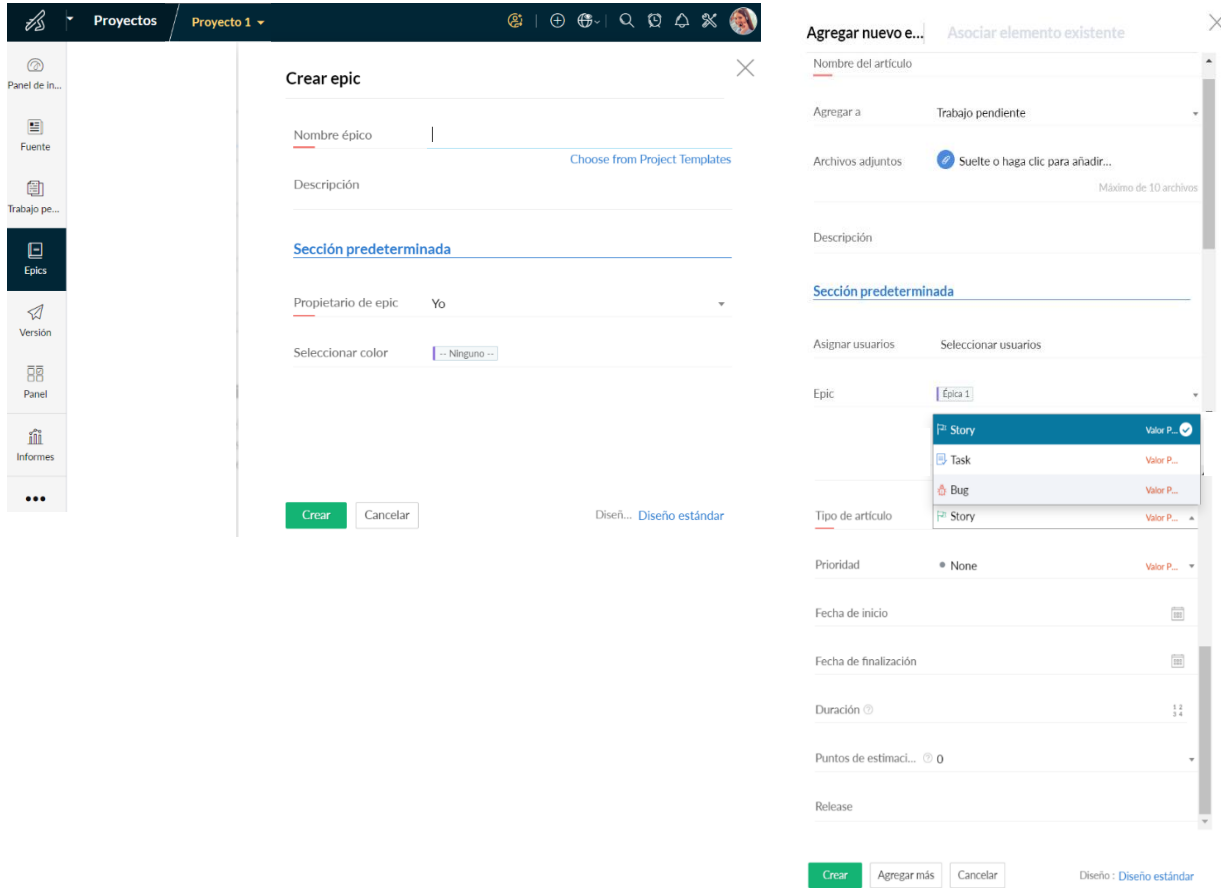 Proyectos
Proyecto 1
Panel de in...
Fuente
Trabajo pe...
Epics
Versión
Panel
Informes
Crear epic
Nombre épico
Choose from Project Templates
Descripción
Sección predeterminada
Propietario de epic Yo
Seleccionar color -- Ninguno --
Crear Cancelar Diseñ... Diseño estándar
Agregar nuevo e... Asociar elemento existente
Nombre del artículo
Agregar a Trabajo pendiente
Archivos adjuntos Suelte o haga clic para añadir...
Máximo de 10 archivos
Descripción
Sección predeterminada
Asignar usuarios Seleccionar usuarios
Epic Épica 1
Story Valor P...
Task Valor P...
Bug Valor P...
Tipo de artículo Story Valor P...
Prioridad None Valor P...
Fecha de inicio
Fecha de finalización
Duración
1 2
3 4
Puntos de estimaci... 0
Release
Crear Agregar más Cancelar Diseño : Diseño estándar